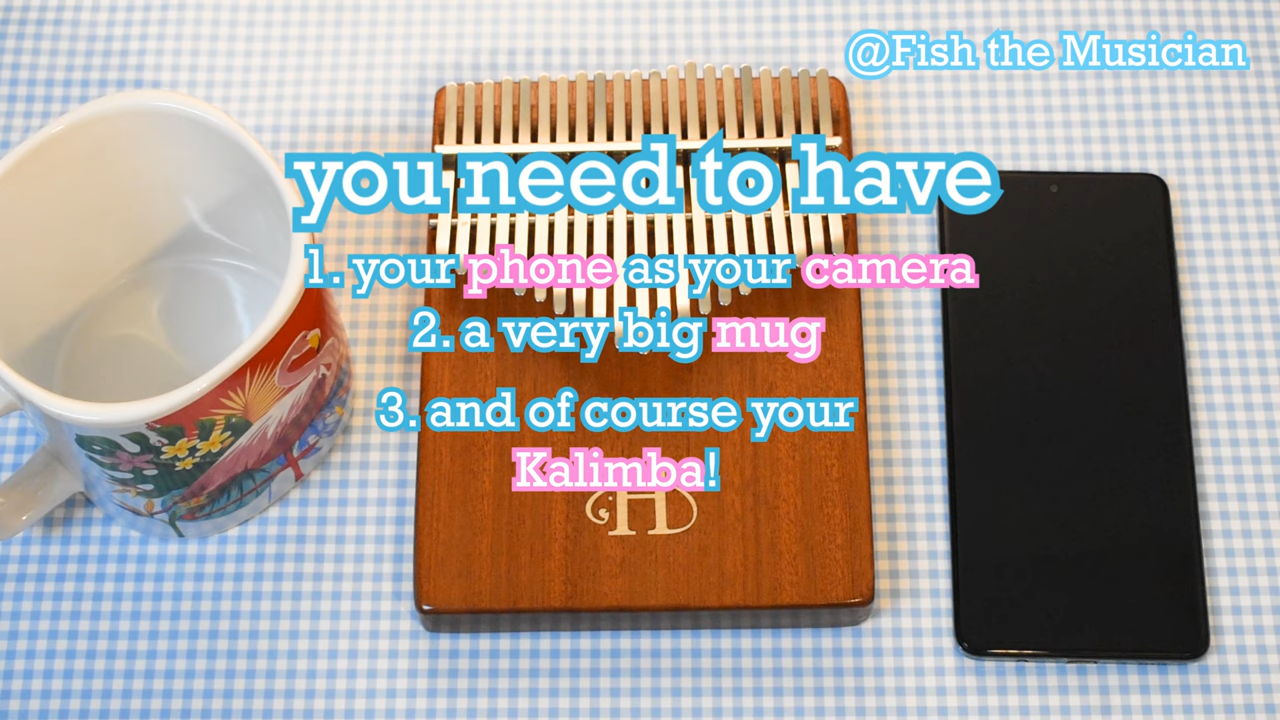 @Fish the Musician
you need to have
1. your phone as your camera
2. a very big mug
3. and of course your
Kalimba!
H